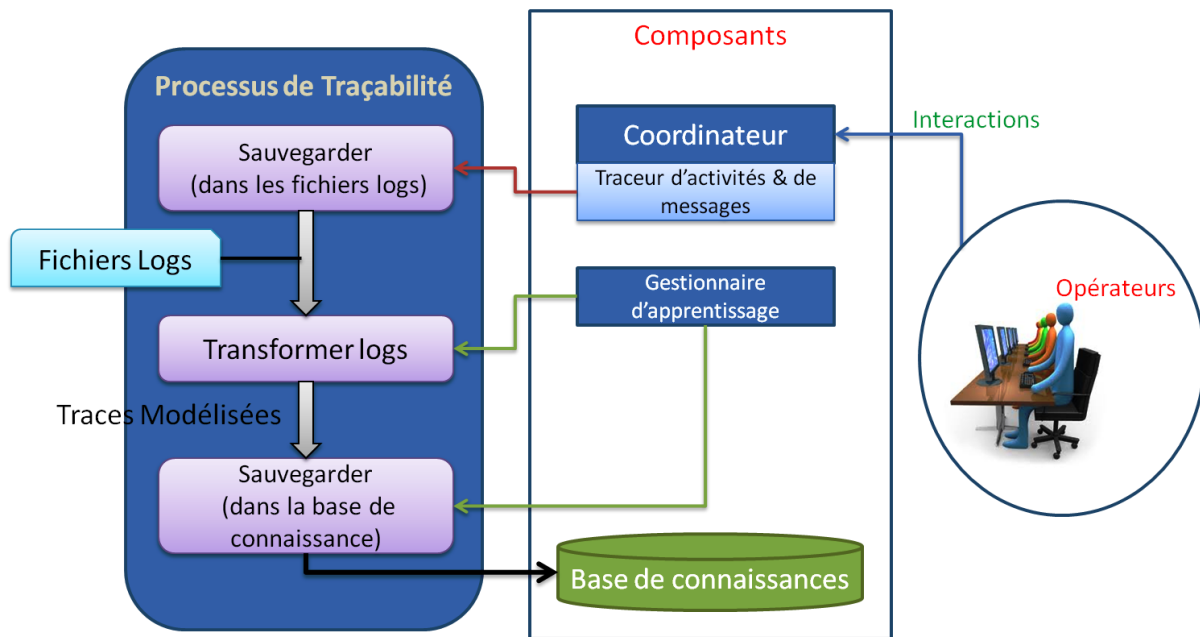 Composants
Processus de Traçabilité
Sauvegarder
(dans les fichiers logs)
Coordinateur
Traceur d'activités & de
messages
Interactions
Fichiers Logs
Gestionnaire
d'apprentissage
Opérateurs
Transformer logs
Traces Modélisées
Sauvegarder
(dans la base de
connaissance)
Base de connaissances